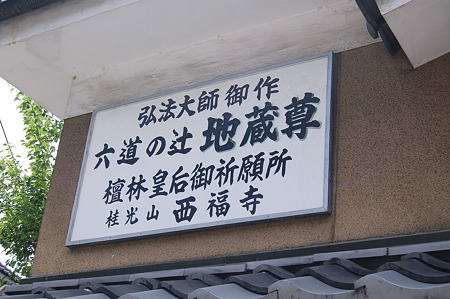 弘法大師御作
六道の辻地蔵尊
檀林皇后御祈願所
桂光山西福寺